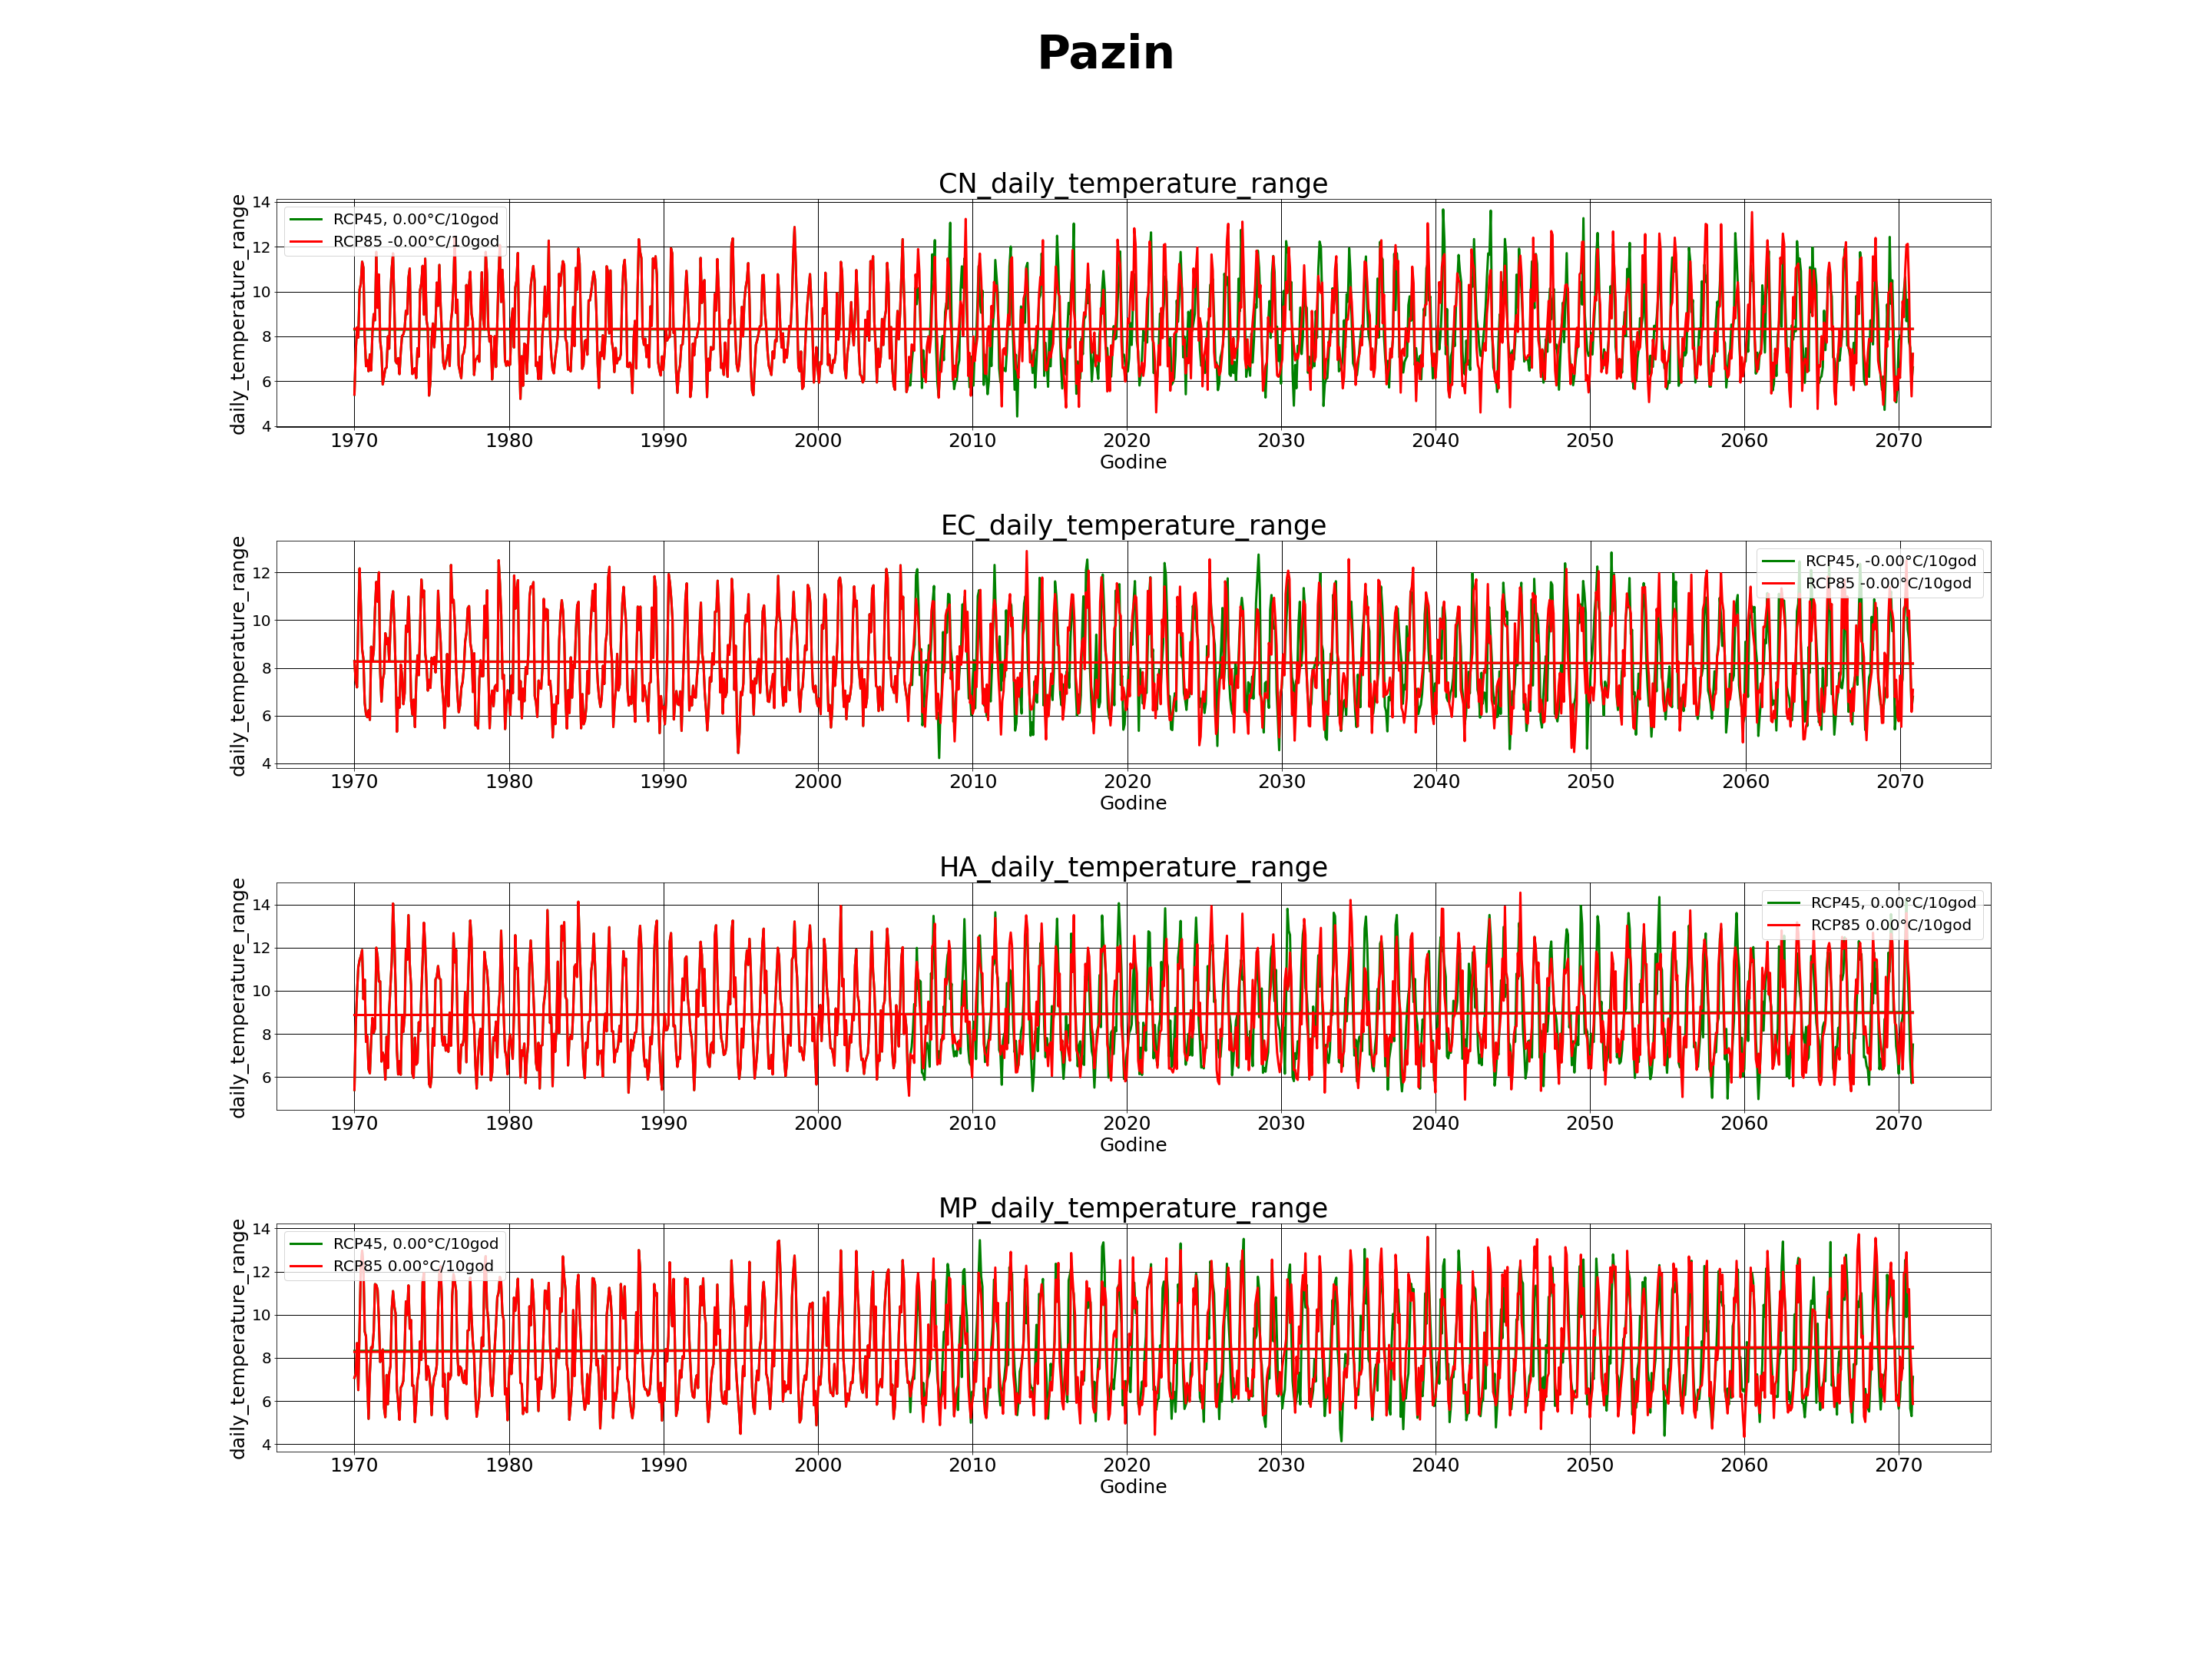 Pazin
CN_daily_temperature_range
daily_temperature_range
14
12
10
8
6
4
RCP45, 0.00°C/10god
RCP85 -0.00°C/10god
1970 1980 1990 2000 2010 2020 2030 2040 2050 2060 2070
Godine
EC_daily_temperature_range
daily_temperature_range
12
10
8
6
4
RCP45, -0.00°C/10god
RCP85 -0.00°C/10god
1970 1980 1990 2000 2010 2020 2030 2040 2050 2060 2070
Godine
HA_daily_temperature_range
daily_temperature_range
14
12
10
8
6
RCP45, 0.00°C/10god
RCP85 0.00°C/10god
1970 1980 1990 2000 2010 2020 2030 2040 2050 2060 2070
Godine
MP_daily_temperature_range
daily_temperature_range
14
12
10
8
6
4
RCP45, 0.00°C/10god
RCP85 0.00°C/10god
1970 1980 1990 2000 2010 2020 2030 2040 2050 2060 2070
Godine